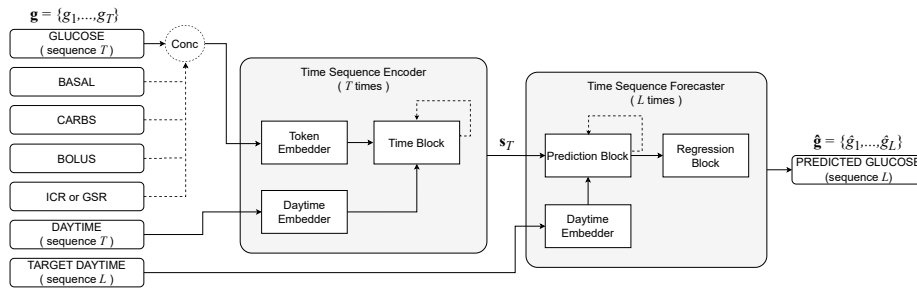 g = {g1,...,gT}
GLUCOSE
( sequence T )
Conc
BASAL
CARBS
BOLUS
ICR or GSR
DAYTIME
( sequence T )
TARGET DAYTIME
( sequence L )
Time Sequence Encoder
( T times )
Token
Embedder
Time Block
Daytime
Embedder
sT
Time Sequence Forecaster
( L times )
Prediction Block
Regression
Block
Daytime
Embedder
ĝ = {ĝ1,...,ĝL}
PREDICTED GLUCOSE
(sequence L)